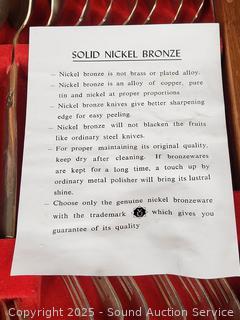 SOLID NICKEL BRONZE
– Nickel bronze is not brass or plated alloy.
– Nickel bronze is an alloy of copper, pure
tin and nickel at proper proportions
– Nickel bronze knives give better sharpening
edge for easy peeling.
– Nickel bronze will not blacken the fruits
like ordinary steel knives.
– For proper maintaining its original quality,
keep dry after cleaning. If bronzewares
are kept for a long time, a touch up by
ordinary metal polisher will bring its lustral
shine.
– Choose only the genuine nickel bronzeware
with the trademark which gives you
guarantee of its quality
Copyright 2025 - Sound Auction Service